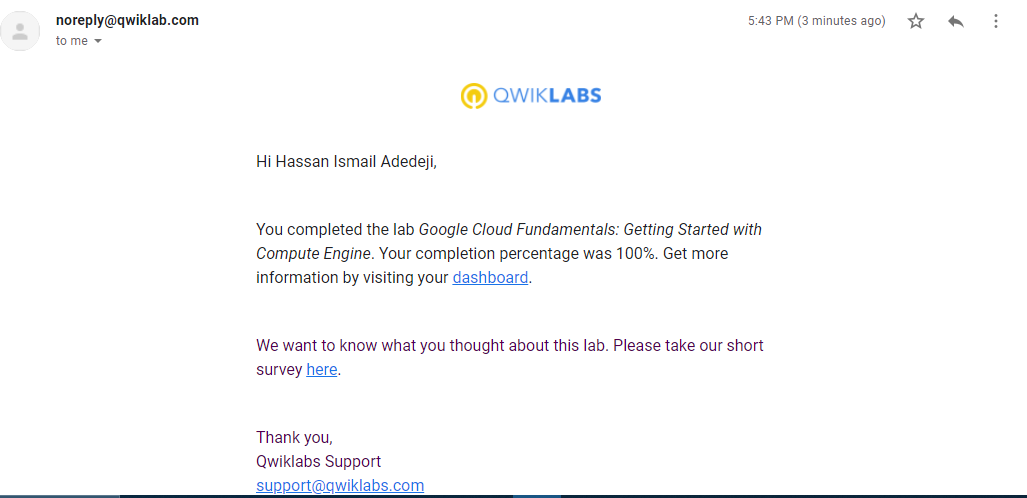 noreply@qwiklab.com
5:43 PM (3 minutes ago)
to me
QWIKLABS
Hi Hassan Ismail Adedeji,
You completed the lab Google Cloud Fundamentals: Getting Started with
Compute Engine. Your completion percentage was 100%. Get more
information by visiting your dashboard.
We want to know what you thought about this lab. Please take our short
survey here.
Thank you,
Qwiklabs Support
support@qwiklabs.com